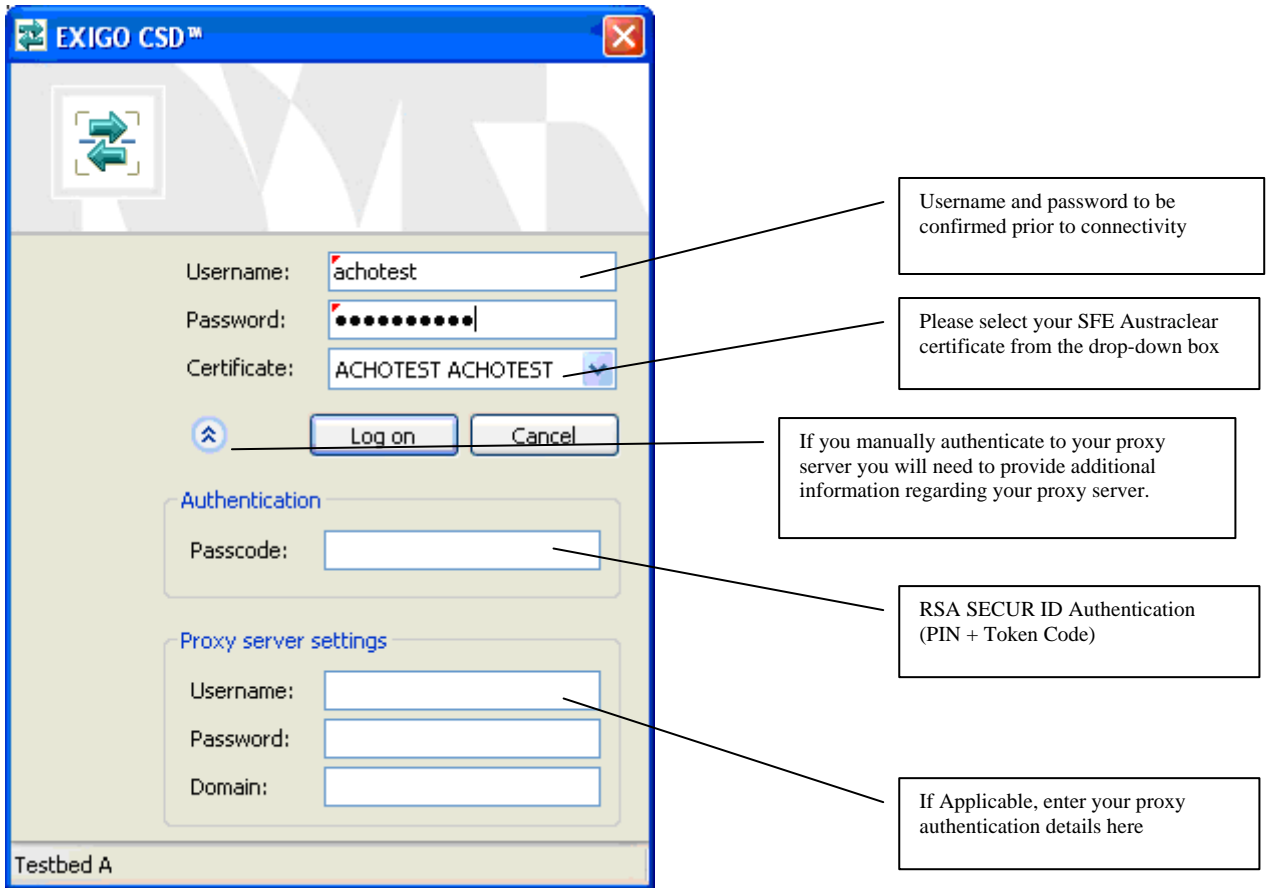 EXIGO CSD™
Username: achotest
Password: ●●●●●●●●●●
Certificate: ACHOTEST ACHOTEST
Log on Cancel
Authentication
Passcode:
Proxy server settings
Username:
Password:
Domain:
Testbed A
Username and password to be
confirmed prior to connectivity
Please select your SFE Austraclear
certificate from the drop-down box
If you manually authenticate to your proxy
server you will need to provide additional
information regarding your proxy server.
RSA SECUR ID Authentication
(PIN + Token Code)
If Applicable, enter your proxy
authentication details here